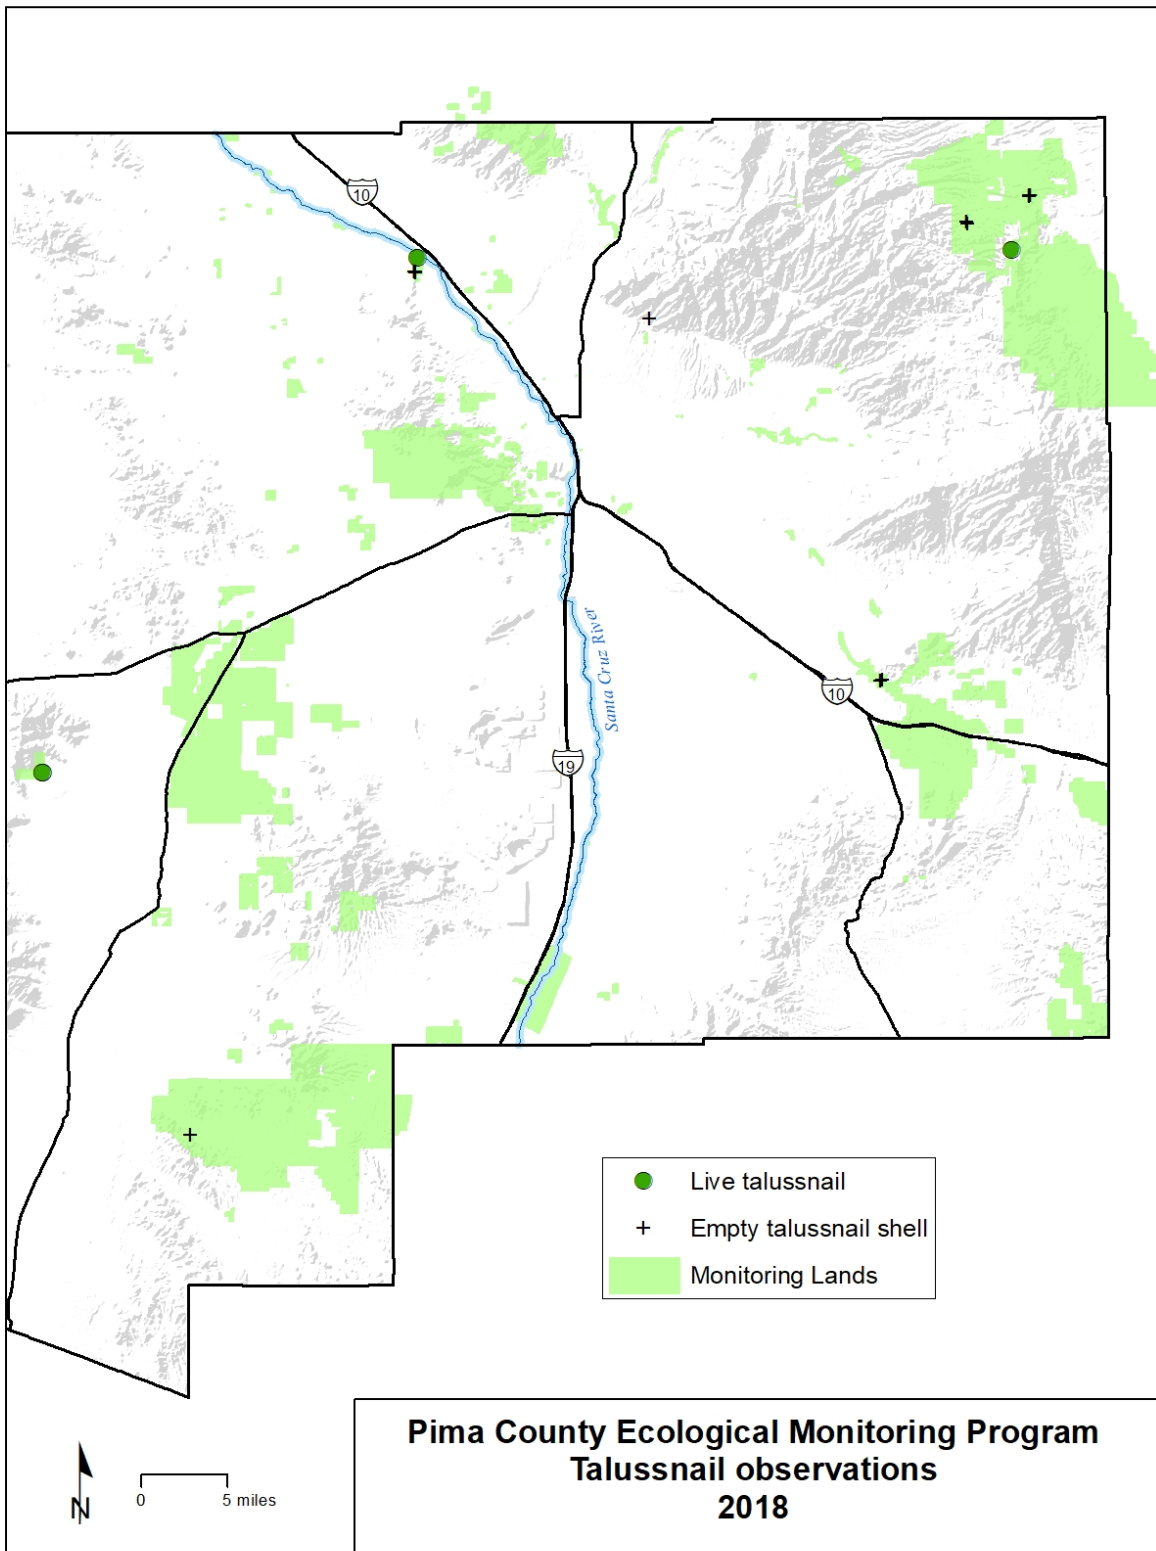 10
Santa Cruz River
10
19
Live talussnail
Empty talussnail shell
Monitoring Lands
N
0 5 miles
Pima County Ecological Monitoring Program
Talussnail observations
2018